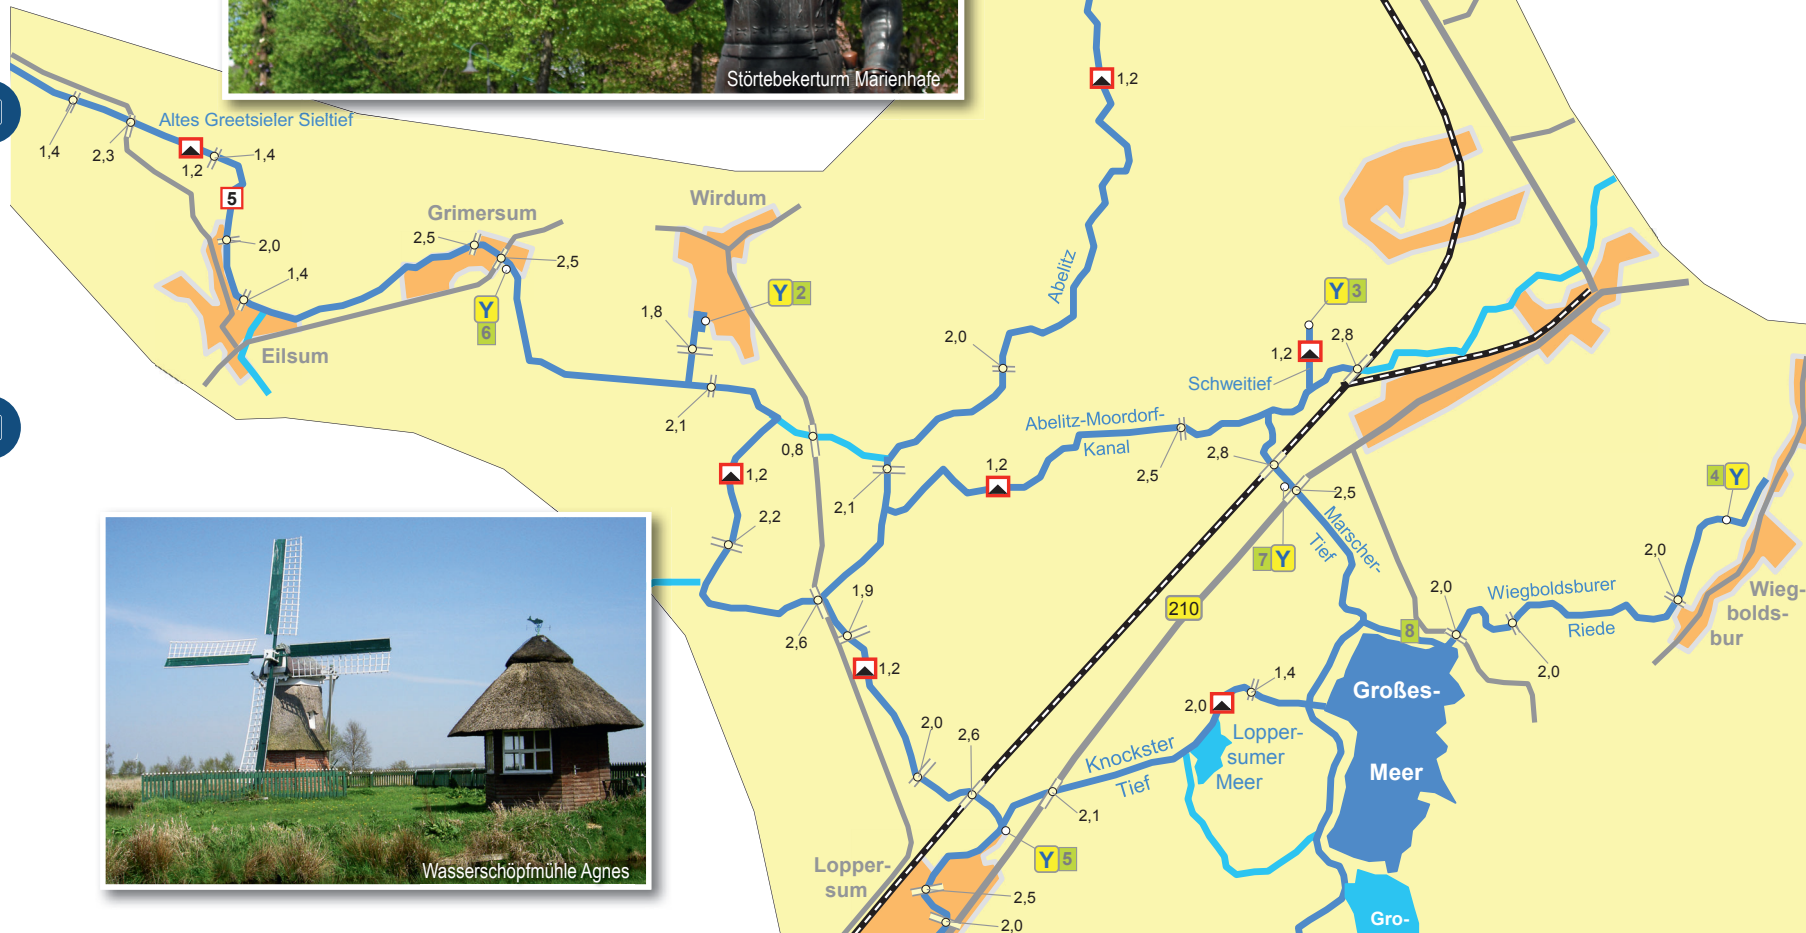 Störtebekerturm Marienhafe
1,2
Altes Greetsieler Sieltief
1,4
2,3
1,4
1,2
5
2,0
1,4
Eilsum
Grimersum
2,5
2,5
Y
6
Wirdum
Y 2
1,8
2,1
0,8
1,2
2,2
Abelitz
2,0
2,1
Abelitz-Moordorf-
Kanal
1,2
2,5
Y 3
1,2
2,8
Schweitief
2,8
2,5
Marscher-
Tief
7 Y
210
4 Y
2,0
Wiegboldsburer
Riede
2,0
2,0
Wieg-
bolds-
bur
8
1,9
2,6
1,2
2,0
2,6
Großes-
Meer
1,4
2,0
Lopper-
sumer
Meer
Knockster
Tief
2,1
Y 5
Lopper-
sum
2,5
2,0
Gro-
Wasserschöpfmühle Agnes